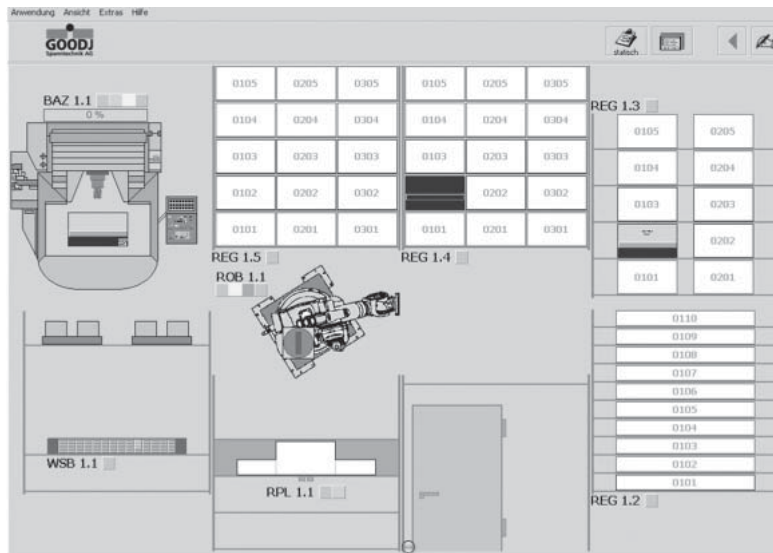 Anwendung Ansicht Extras Hilfe
GOODJ
Spanntechnik AG
statisch
BAZ 1.1
0 %
0105 0205 0305
0104 0204 0304
0103 0203 0303
0102 0202 0302
0101 0201 0301
REG 1.5
0105 0205 0305
0104 0204 0304
0103 0203 0303
0202 0302
0101 0201 0301
REG 1.4
REG 1.3
0105 0205
0104 0204
0103 0203
0202
0101 0201
ROB 1.1
0110
0109
0108
0107
0106
0105
0104
0103
0102
0101
REG 1.2
WSB 1.1
RPL 1.1